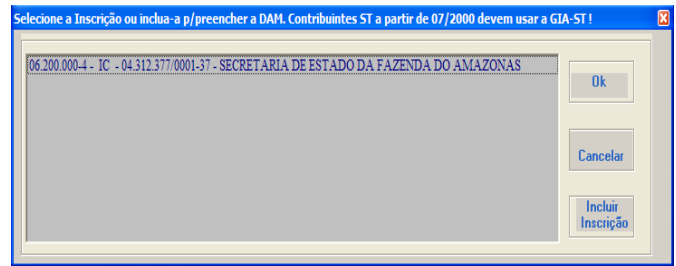 Selecione a Inscrição ou inclua-a p/preencher a DAM. Contribuintes ST a partir de 07/2000 devem usar a GIA-ST !
06.200.000-4 - IC - 04.312.377/0001-37 - SECRETARIA DE ESTADO DA FAZENDA DO AMAZONAS
Ok
Cancelar
Incluir
Inscrição